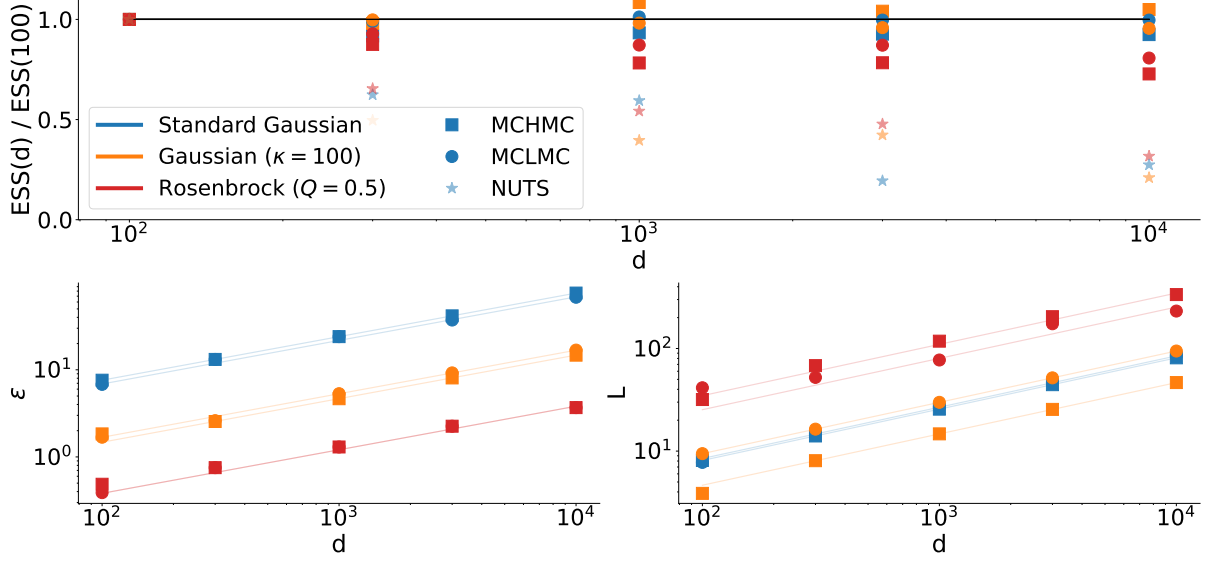 ESS(d) / ESS(100)
1.0
0.5
0.0
Standard Gaussian
Gaussian (κ = 100)
Rosenbrock (Q = 0.5)
MCHMC
MCLMC
NUTS
10² 10³ 10⁴
d
ε
10¹
10⁰
10² 10³ 10⁴
d
L
10²
10¹
10² 10³ 10⁴
d